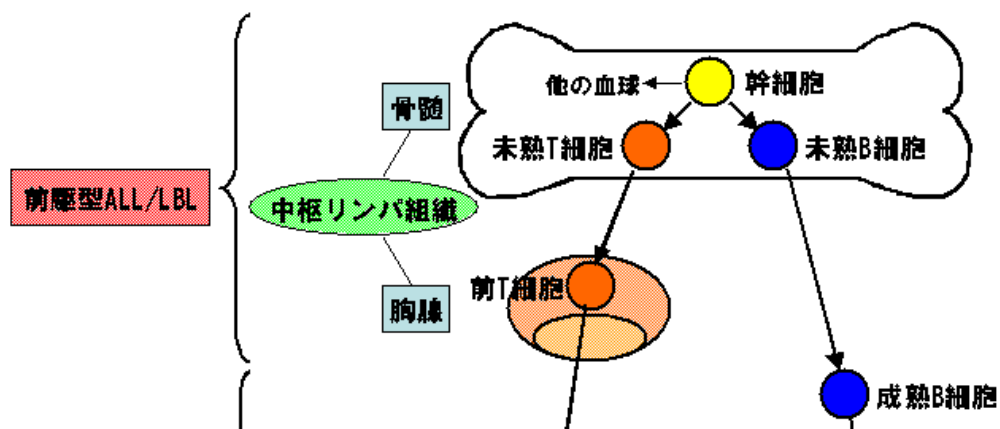 他の血球
幹細胞
骨髄
未熟T細胞
未熟B細胞
前駆型ALL/LBL
中枢リンパ組織
前T細胞
胸腺
成熟B細胞